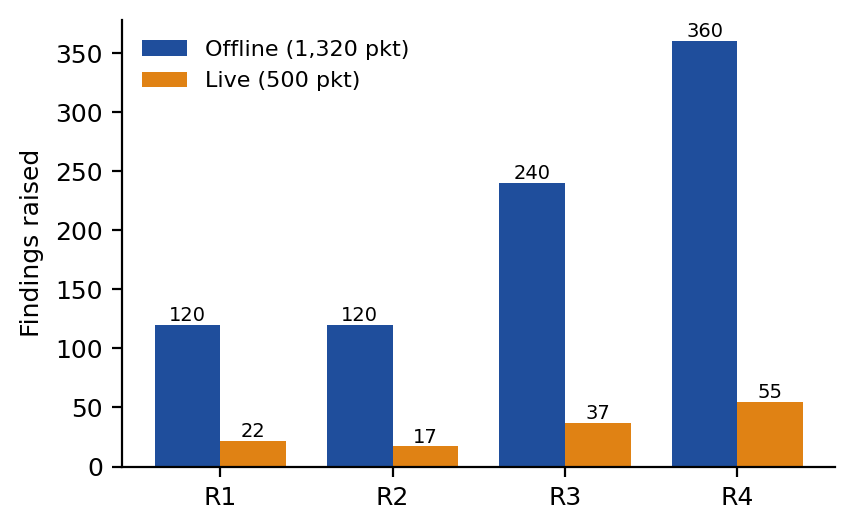 Offline (1,320 pkt)
Live (500 pkt)
Findings raised
350
300
250
200
150
100
50
0
120
22
120
17
240
37
360
55
R1
R2
R3
R4